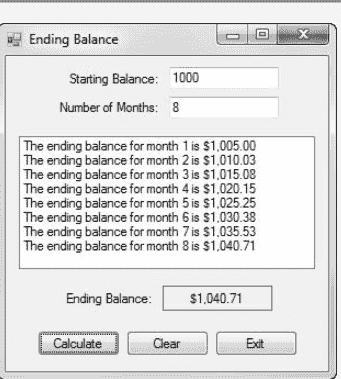 Ending Balance
Starting Balance: 1000
Number of Months: 8
The ending balance for month 1 is $1,005.00
The ending balance for month 2 is $1,010.03
The ending balance for month 3 is $1,015.08
The ending balance for month 4 is $1,020.15
The ending balance for month 5 is $1,025.25
The ending balance for month 6 is $1,030.38
The ending balance for month 7 is $1,035.53
The ending balance for month 8 is $1,040.71
Ending Balance: $1,040.71
Calculate Clear Exit